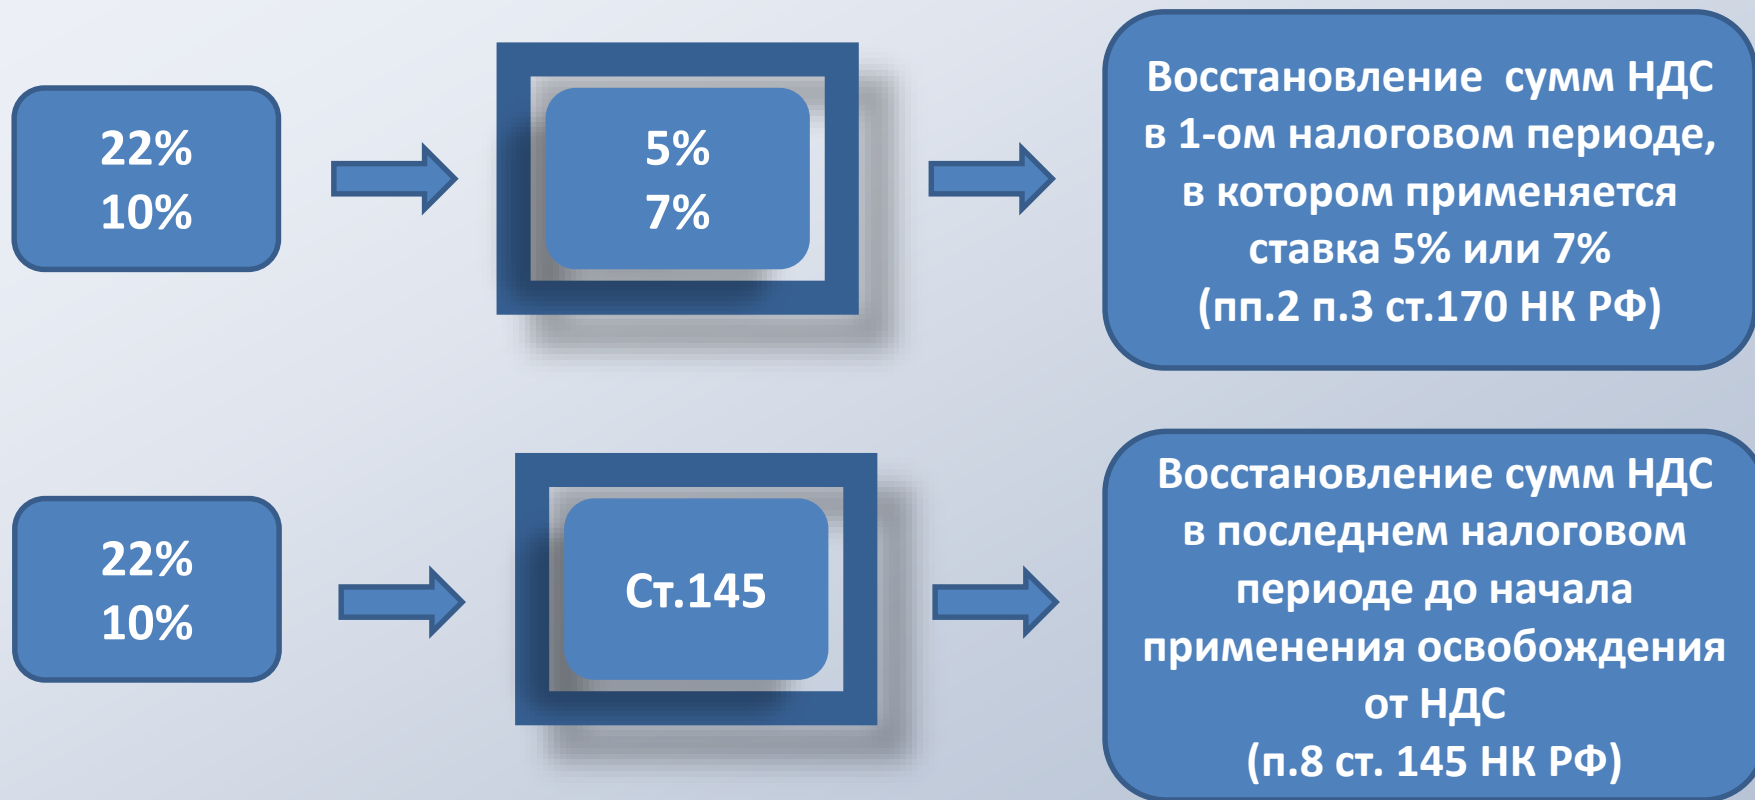 22%
10%
5%
7%
Восстановление  сумм НДС
в 1-ом налоговом периоде,
в котором применяется
ставка 5% или 7%
(пп.2 п.3 ст.170 НК РФ)
22%
10%
Ст.145
Восстановление сумм НДС
в последнем налоговом
периоде до начала
применения освобождения
от НДС
(п.8 ст. 145 НК РФ)